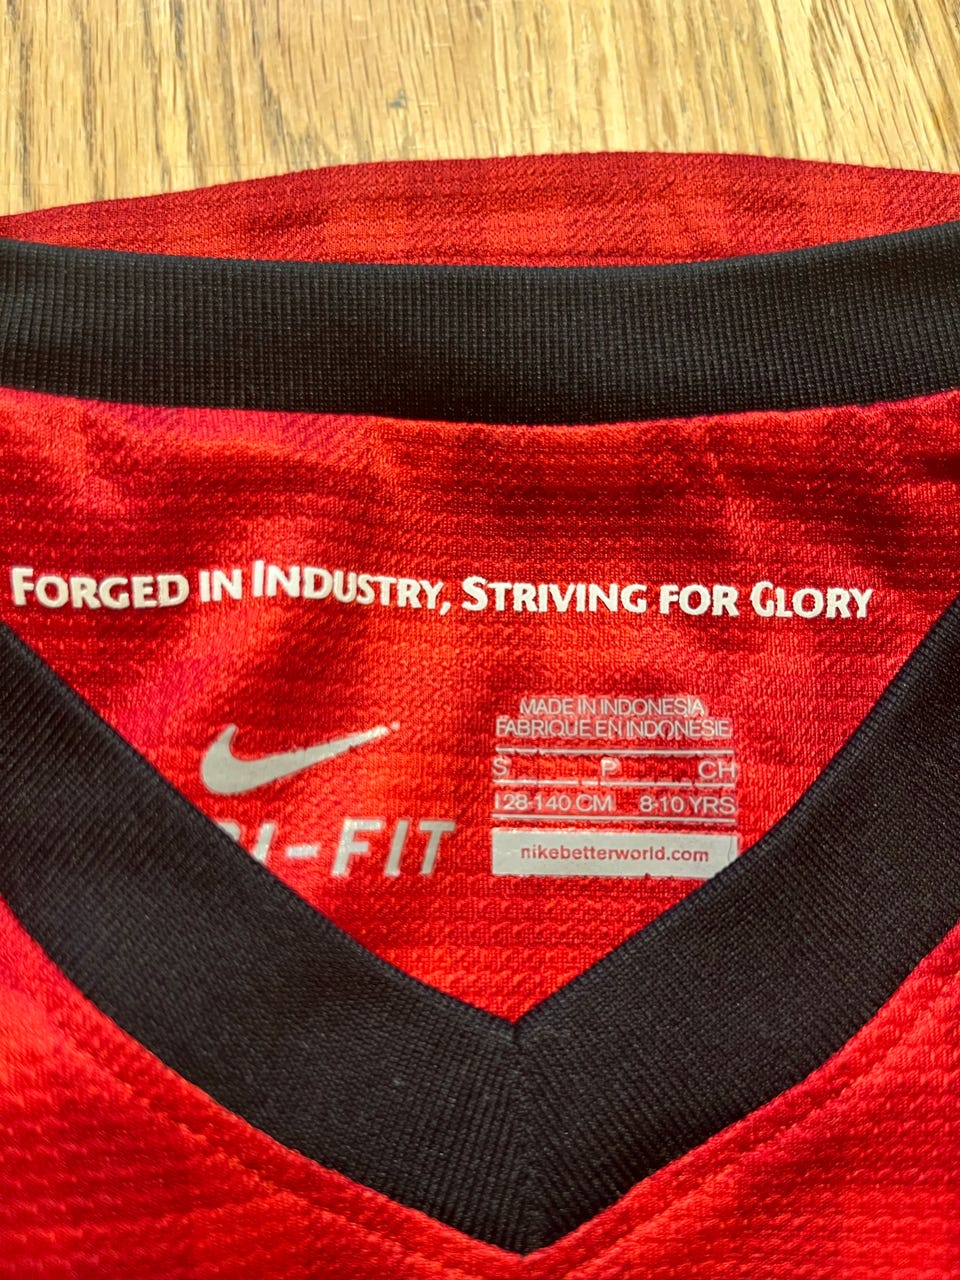 FORGED IN INDUSTRY, STRIVING FOR GLORY
MADE IN INDONESIA
FABRIQUE EN INDONESIE
S P CH
128-140 CM 8-10 YRS
nikebetterworld.com
-FIT